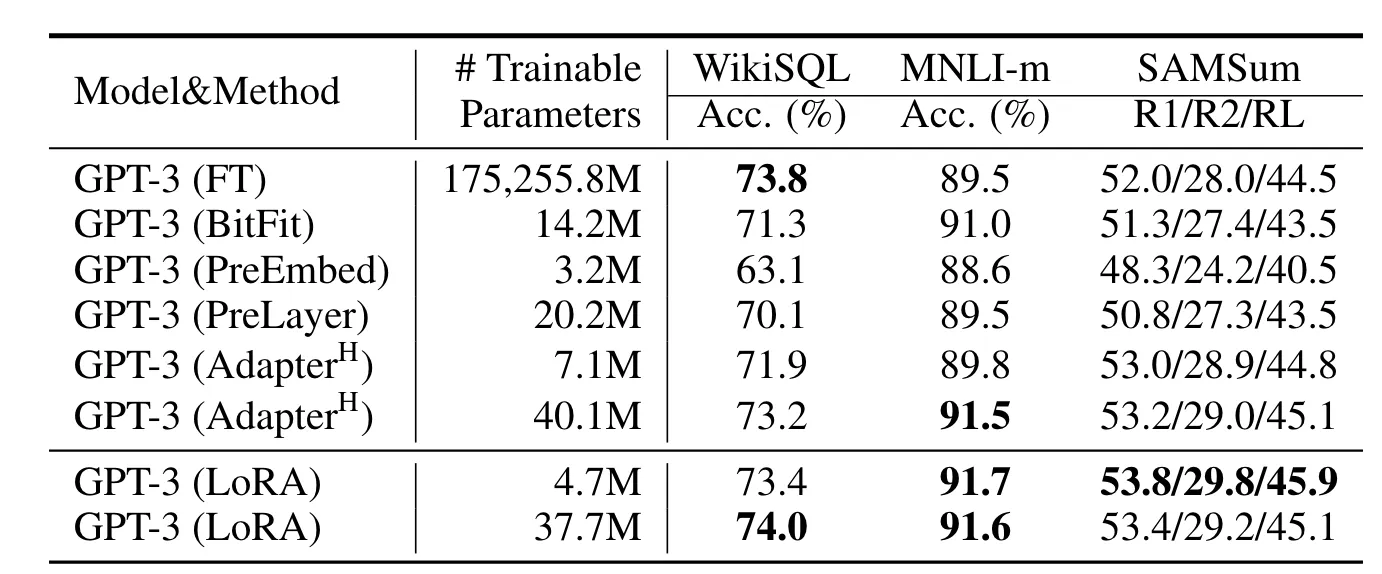 Model&Method # Trainable Parameters WikiSQL MNLI-m SAMSum
Acc. (%) Acc. (%) R1/R2/RL
GPT-3 (FT) 175,255.8M 73.8 89.5 52.0/28.0/44.5
GPT-3 (BitFit) 14.2M 71.3 91.0 51.3/27.4/43.5
GPT-3 (PreEmbed) 3.2M 63.1 88.6 48.3/24.2/40.5
GPT-3 (PreLayer) 20.2M 70.1 89.5 50.8/27.3/43.5
GPT-3 (Adapter^H) 7.1M 71.9 89.8 53.0/28.9/44.8
GPT-3 (Adapter^H) 40.1M 73.2 91.5 53.2/29.0/45.1
GPT-3 (LoRA) 4.7M 73.4 91.7 53.8/29.8/45.9
GPT-3 (LoRA) 37.7M 74.0 91.6 53.4/29.2/45.1